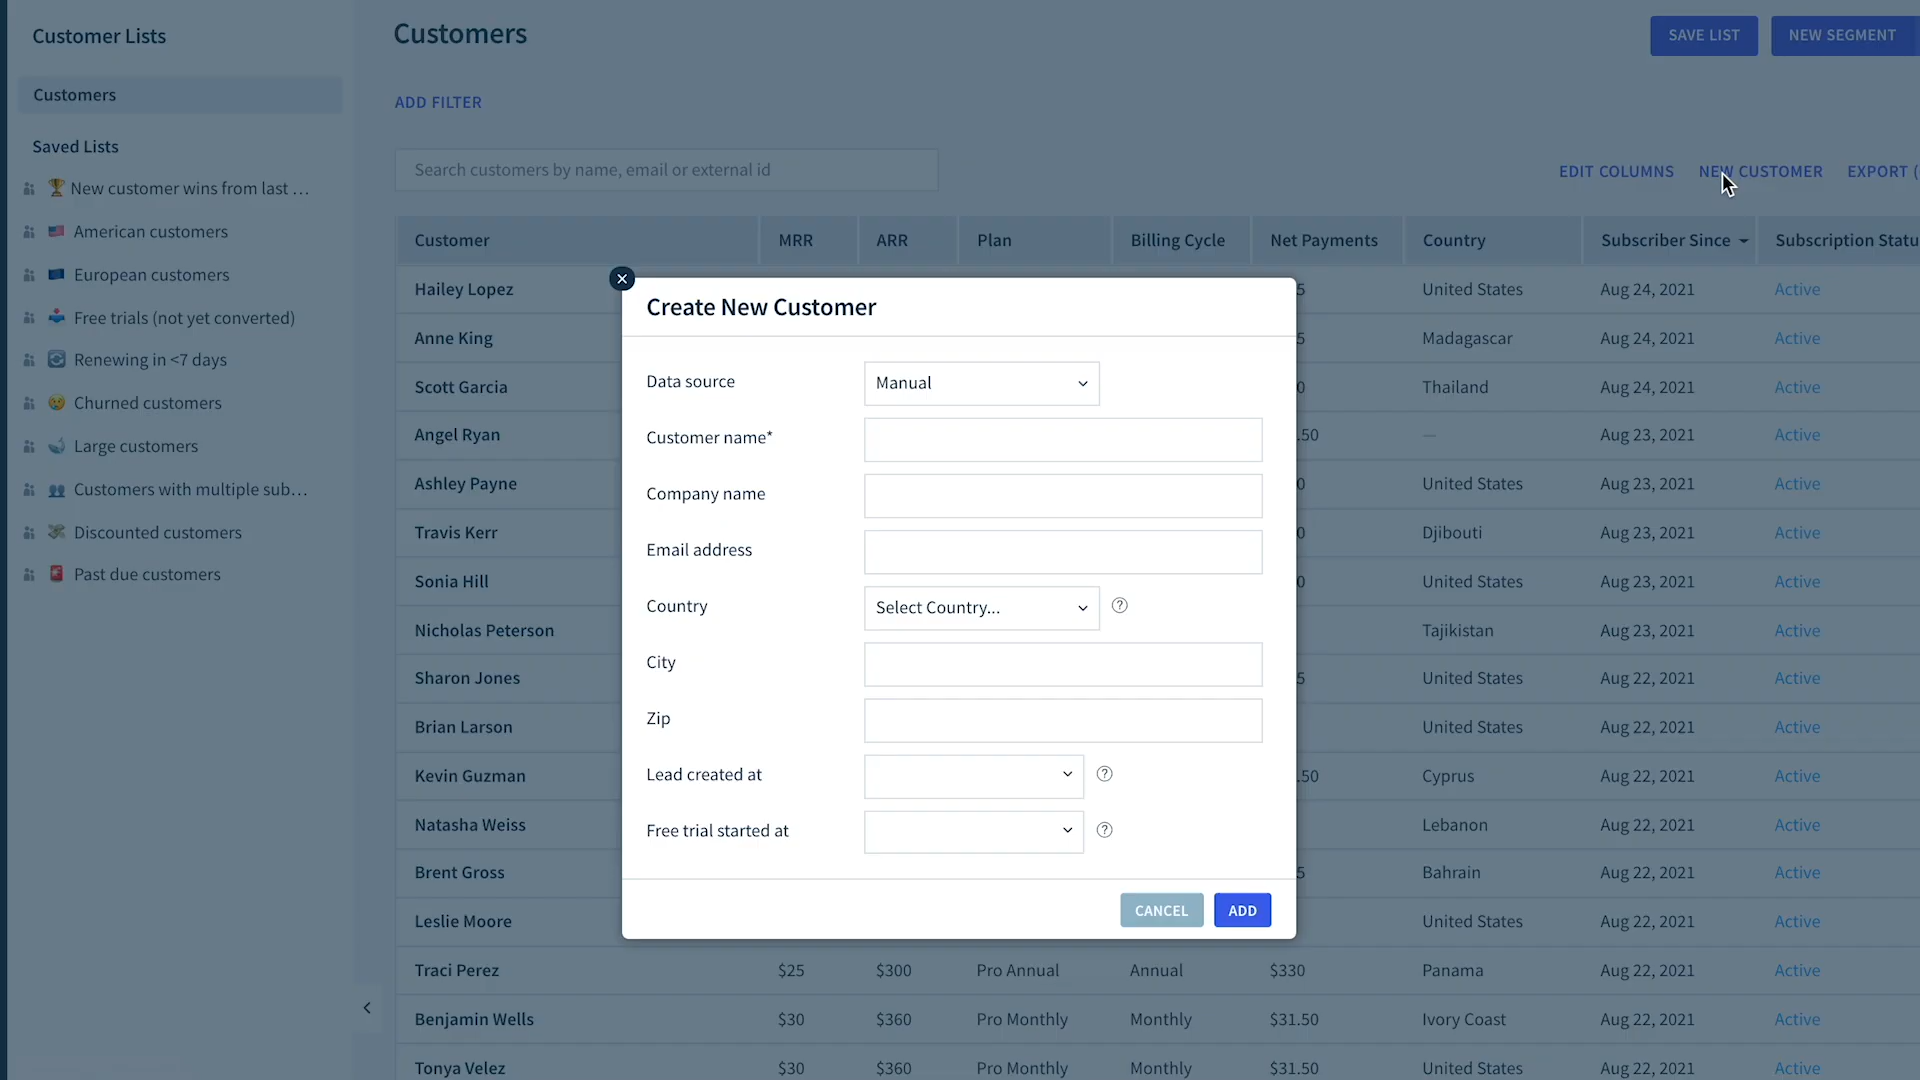 Customer Lists
Customers
Saved Lists
New customer wins from last ...
American customers
European customers
Free trials (not yet converted)
Renewing in <7 days
Churned customers
Large customers
Customers with multiple sub...
Discounted customers
Past due customers
Customers
SAVE LIST
NEW SEGMENT
ADD FILTER
Search customers by name, email or external id
EDIT COLUMNS
NEW CUSTOMER
EXPORT (
Customer MRR ARR Plan Billing Cycle Net Payments Country Subscriber Since Subscription Statu
Hailey Lopez 5 United States Aug 24, 2021 Active
Anne King 5 Madagascar Aug 24, 2021 Active
Scott Garcia 0 Thailand Aug 24, 2021 Active
Angel Ryan .50 — Aug 23, 2021 Active
Ashley Payne 0 United States Aug 23, 2021 Active
Travis Kerr 0 Djibouti Aug 23, 2021 Active
Sonia Hill 0 United States Aug 23, 2021 Active
Nicholas Peterson Tajikistan Aug 23, 2021 Active
Sharon Jones 5 United States Aug 22, 2021 Active
Brian Larson United States Aug 22, 2021 Active
Kevin Guzman .50 Cyprus Aug 22, 2021 Active
Natasha Weiss Lebanon Aug 22, 2021 Active
Brent Gross 5 Bahrain Aug 22, 2021 Active
Leslie Moore United States Aug 22, 2021 Active
Traci Perez $25 $300 Pro Annual Annual $330 Panama Aug 22, 2021 Active
Benjamin Wells $30 $360 Pro Monthly Monthly $31.50 Ivory Coast Aug 22, 2021 Active
Tonya Velez $30 $360 Pro Monthly Monthly $31.50 United States Aug 22, 2021 Active
Create New Customer
Data source Manual
Customer name*
Company name
Email address
Country Select Country... ?
City
Zip
Lead created at ?
Free trial started at ?
CANCEL
ADD